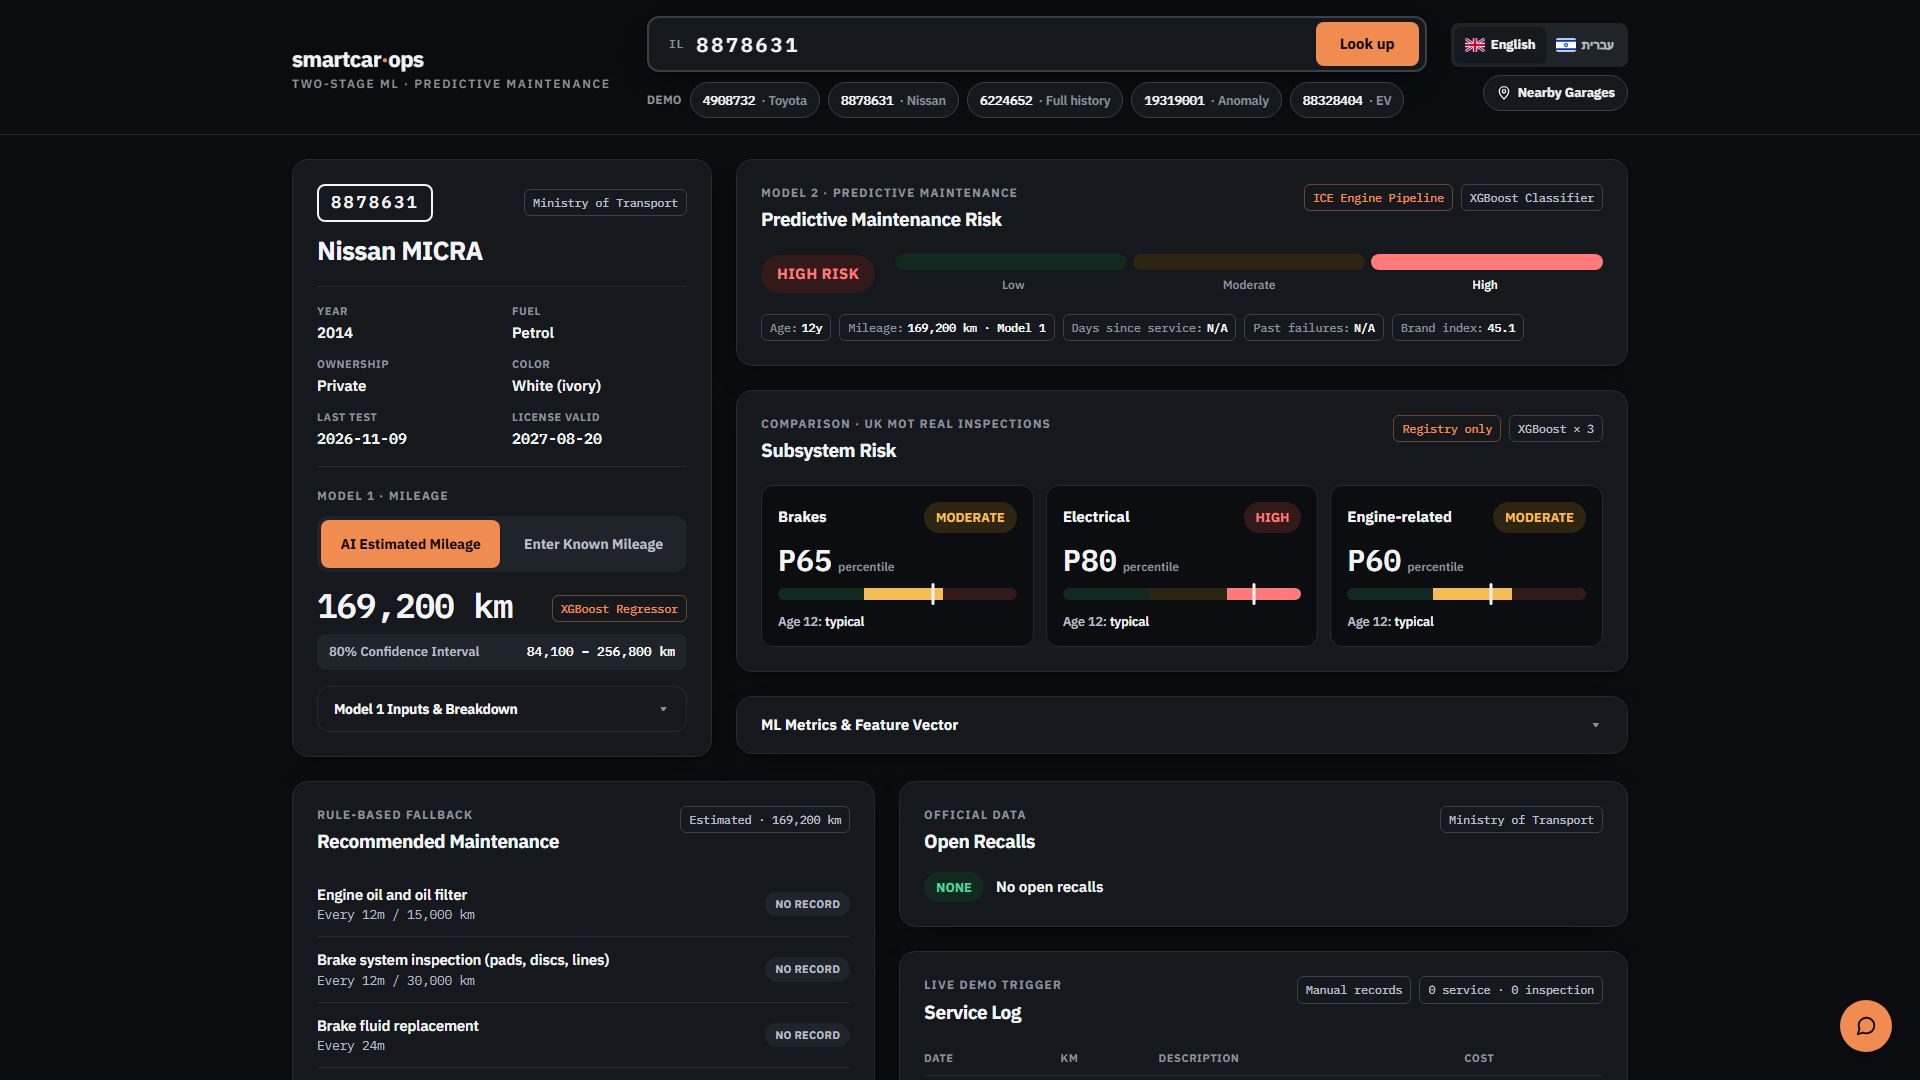 smartcar·ops
TWO-STAGE ML · PREDICTIVE MAINTENANCE
IL 8878631
Look up
English
עברית
DEMO
4908732 · Toyota
8878631 · Nissan
6224652 · Full history
19319001 · Anomaly
88328404 · EV
Nearby Garages
8878631
Ministry of Transport
Nissan MICRA
YEAR
2014
FUEL
Petrol
OWNERSHIP
Private
COLOR
White (ivory)
LAST TEST
2026-11-09
LICENSE VALID
2027-08-20
MODEL 1 · MILEAGE
AI Estimated Mileage
Enter Known Mileage
169,200 km
XGBoost Regressor
80% Confidence Interval
84,100 – 256,800 km
Model 1 Inputs & Breakdown
MODEL 2 · PREDICTIVE MAINTENANCE
Predictive Maintenance Risk
ICE Engine Pipeline
XGBoost Classifier
HIGH RISK
Low
Moderate
High
Age: 12y
Mileage: 169,200 km · Model 1
Days since service: N/A
Past failures: N/A
Brand index: 45.1
COMPARISON · UK MOT REAL INSPECTIONS
Subsystem Risk
Registry only
XGBoost × 3
Brakes
MODERATE
P65 percentile
Age 12: typical
Electrical
HIGH
P80 percentile
Age 12: typical
Engine-related
MODERATE
P60 percentile
Age 12: typical
ML Metrics & Feature Vector
RULE-BASED FALLBACK
Recommended Maintenance
Estimated · 169,200 km
Engine oil and oil filter
Every 12m / 15,000 km
NO RECORD
Brake system inspection (pads, discs, lines)
Every 12m / 30,000 km
NO RECORD
Brake fluid replacement
Every 24m
NO RECORD
OFFICIAL DATA
Open Recalls
Ministry of Transport
NONE
No open recalls
LIVE DEMO TRIGGER
Service Log
Manual records
0 service · 0 inspection
DATE
KM
DESCRIPTION
COST